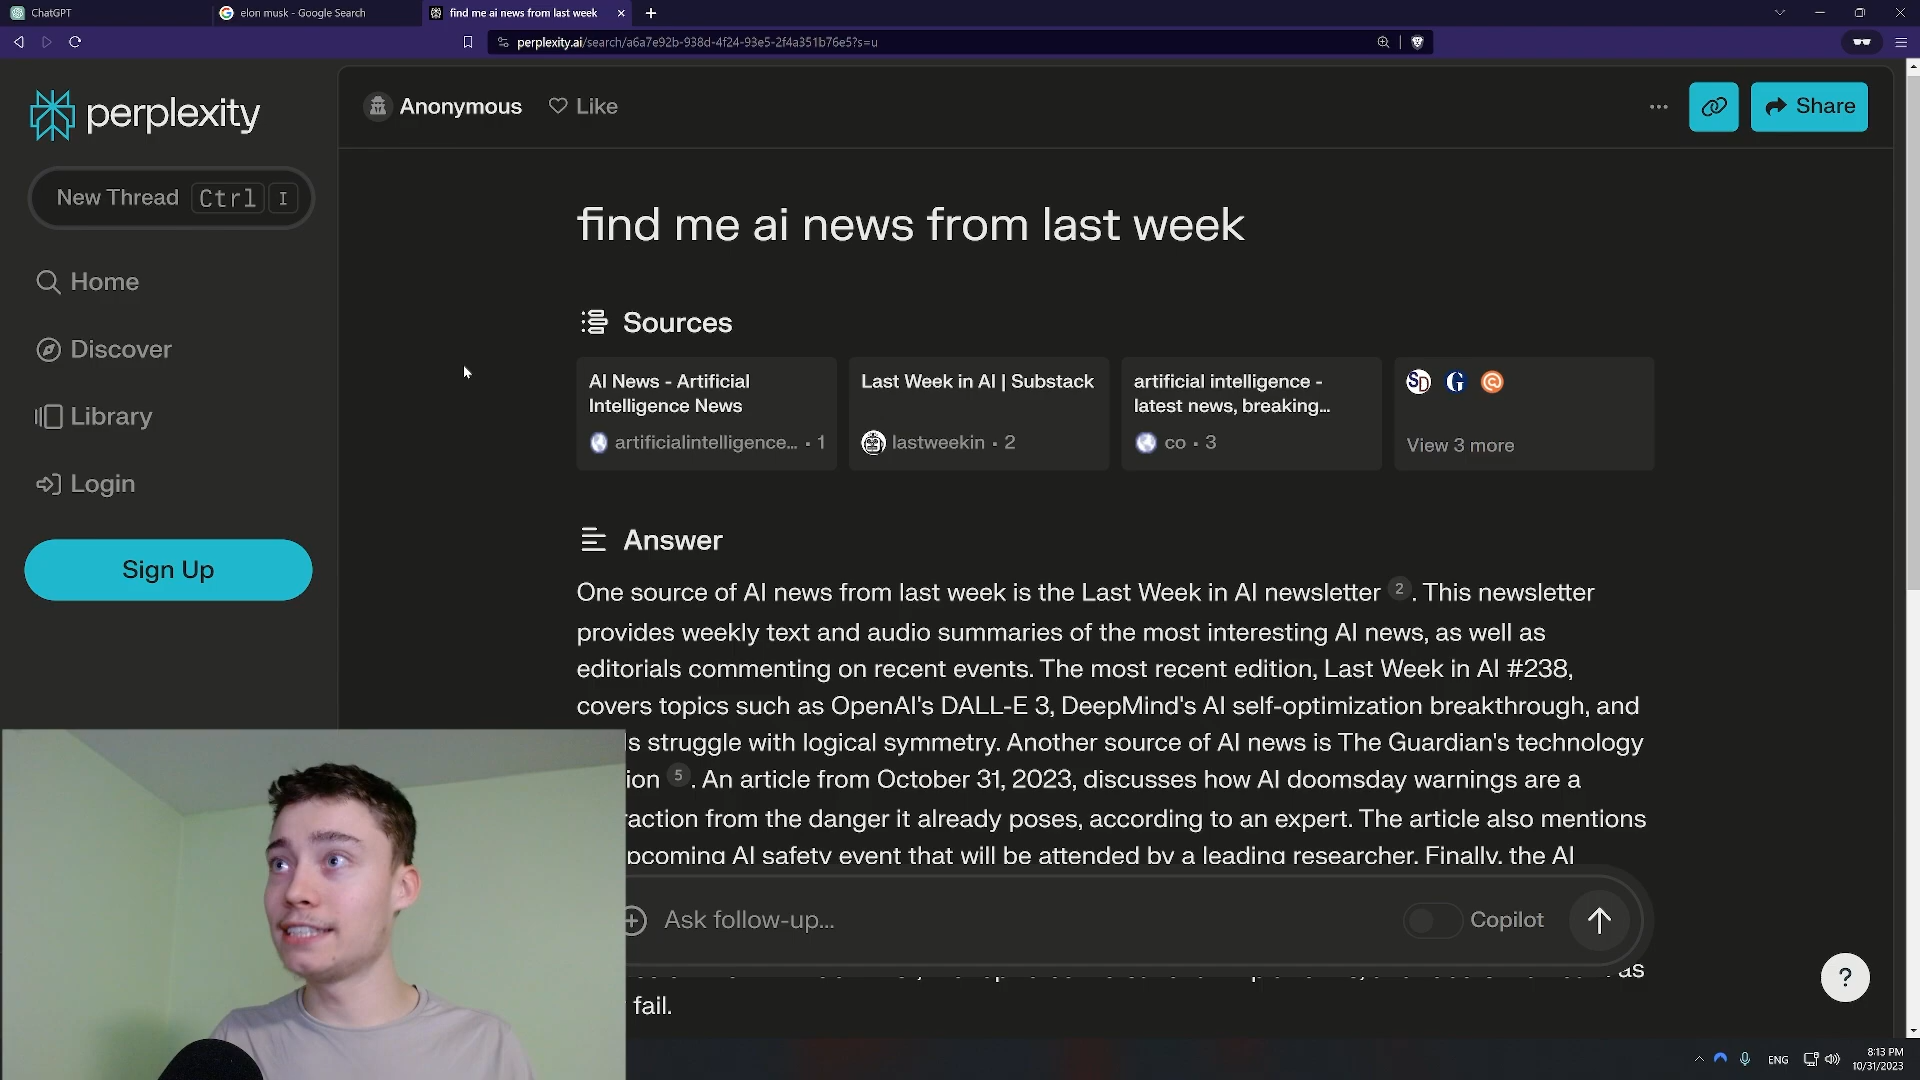 ChatGPT
elon musk - Google Search
find me ai news from last week
perplexity.ai/search/a6a7e92b-938d-4f24-93e5-2f4a351b76e5?s=u
perplexity
New Thread Ctrl I
Home
Discover
Library
Login
Sign Up
Anonymous
Like
Share
find me ai news from last week
Sources
AI News - Artificial
Intelligence News
artificialintelligence... · 1
Last Week in AI | Substack
lastweekin · 2
artificial intelligence -
latest news, breaking...
co · 3
SD G
View 3 more
Answer
One source of AI news from last week is the Last Week in AI newsletter 2. This newsletter
provides weekly text and audio summaries of the most interesting AI news, as well as
editorials commenting on recent events. The most recent edition, Last Week in AI #238,
covers topics such as OpenAI's DALL-E 3, DeepMind's AI self-optimization breakthrough, and
s struggle with logical symmetry. Another source of AI news is The Guardian's technology
ion 5. An article from October 31, 2023, discusses how AI doomsday warnings are a
raction from the danger it already poses, according to an expert. The article also mentions
pcoming AI safety event that will be attended by a leading researcher. Finally, the AI
Ask follow-up...
Copilot
as
fail.
?
ENG
8:13 PM
10/31/2023